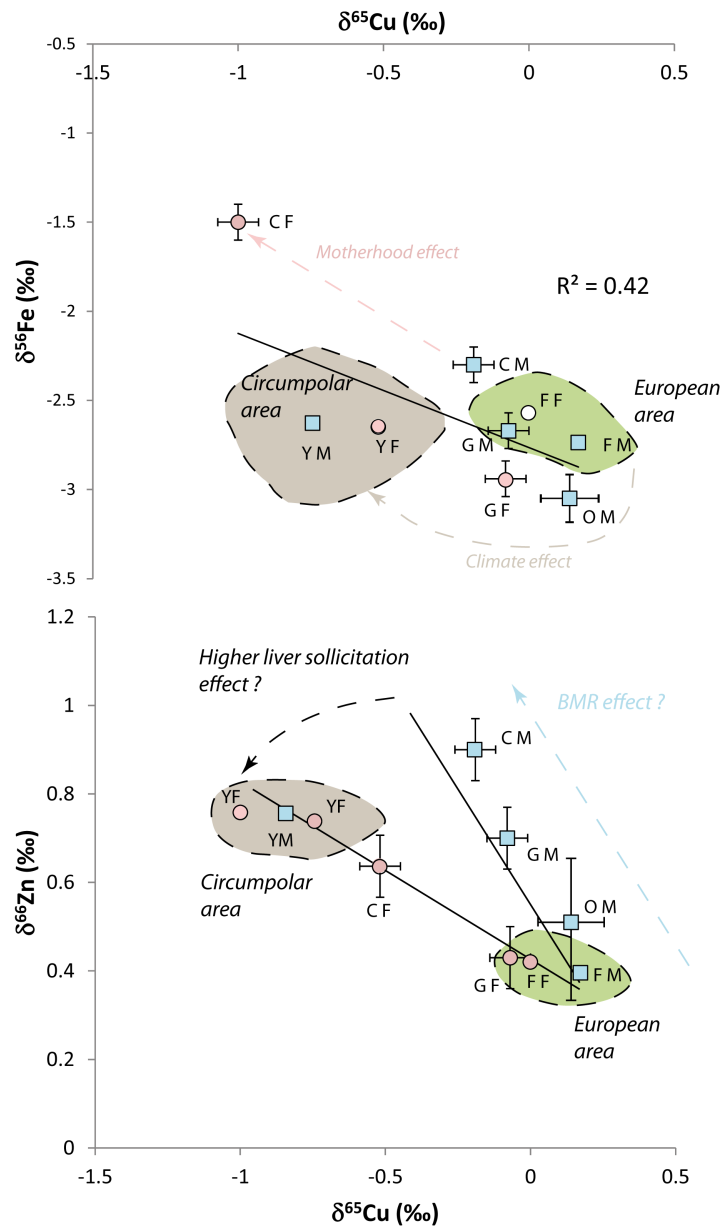 δ⁶⁵Cu (‰)
-0.5
-1.5 -1 -0.5 0 0.5
-1
-1.5
-2
-2.5
-3
-3.5
δ⁵⁶Fe (‰)
C F
Motherhood effect
R² = 0.42
C M
Circumpolar
area
European
area
F F
Y M
Y F
G M
F M
G F
O M
Climate effect
1.2
1
0.8
0.6
0.4
0.2
0
δ⁶⁶Zn (‰)
Higher liver sollicitation
effect ?
BMR effect ?
C M
YF
YF
YM
G M
Circumpolar
area
C F
O M
G F
F F
F M
European
area
-1.5 -1 -0.5 0 0.5
δ⁶⁵Cu (‰)